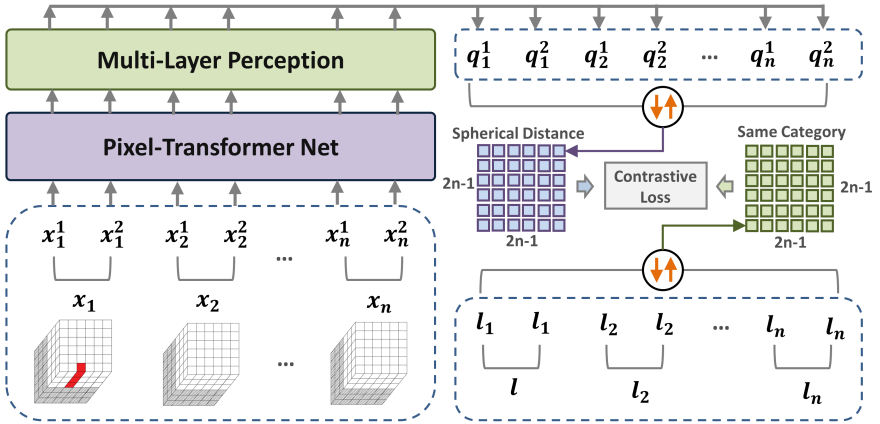 Multi-Layer Perception
Pixel-Transformer Net
x₁¹ x₁² x₂¹ x₂² ... xₙ¹ xₙ²
x₁ x₂ xₙ
...
q₁¹ q₁² q₂¹ q₂² ... qₙ¹ qₙ²
Spherical Distance
Same Category
2n-1
Contrastive
Loss
2n-1
2n-1
2n-1
l₁ l₁ l₂ l₂ ... lₙ lₙ
l l₂ lₙ